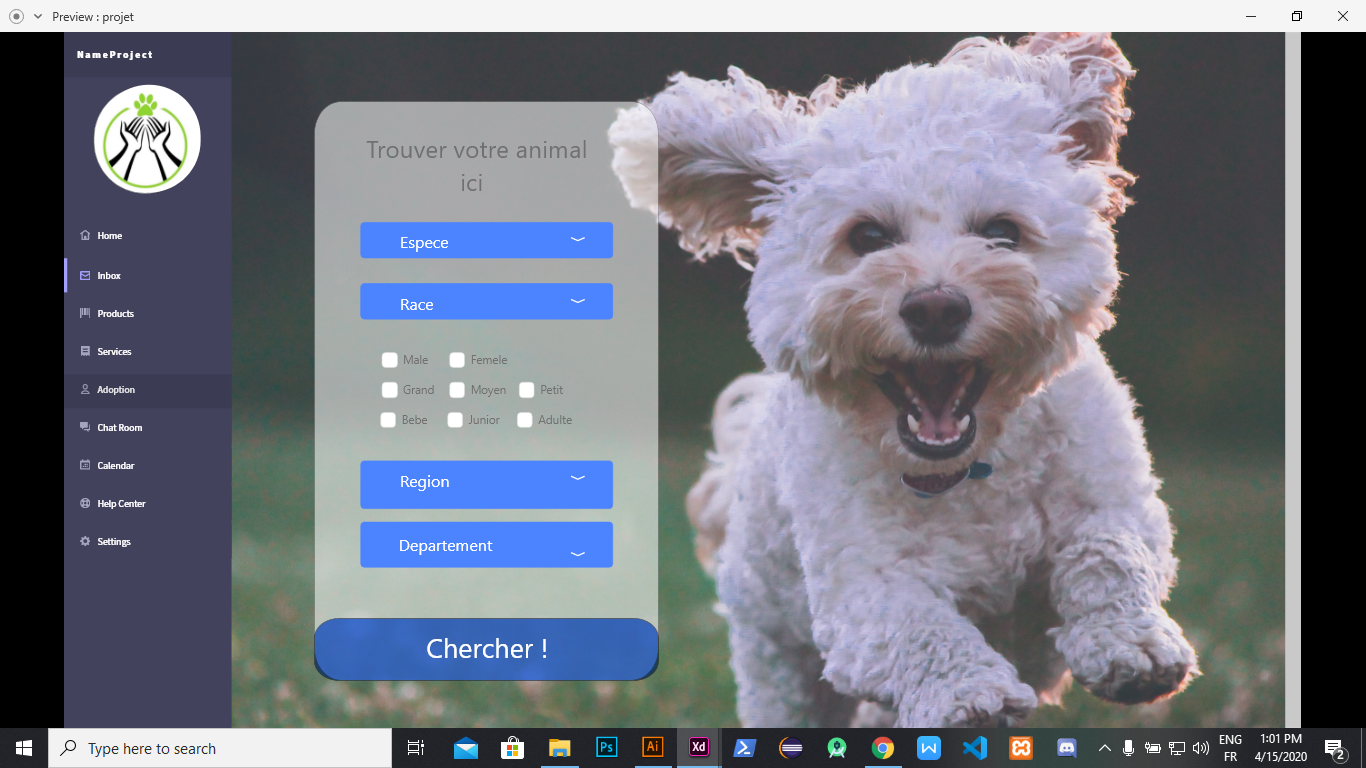 Preview : projet
NameProject
Home
Inbox
Products
Services
Adoption
Chat Room
Calendar
Help Center
Settings
Trouver votre animal
ici
Espece
Race
Male Femele
Grand Moyen Petit
Bebe Junior Adulte
Region
Departement
Chercher !
Type here to search
Ps
Ai
Xd
W
ENG
FR
1:01 PM
4/15/2020
2